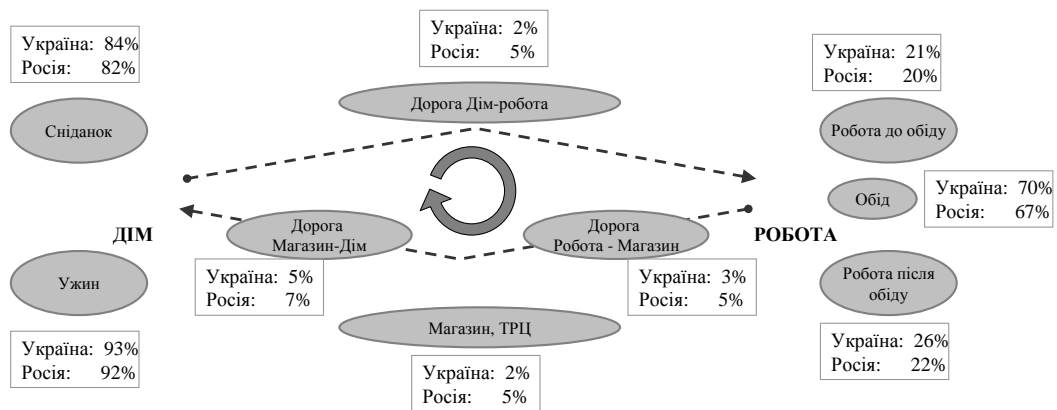 Україна: 84%
Росія: 82%
Сніданок
Україна: 2%
Росія: 5%
Дорога Дім-робота
Україна: 21%
Росія: 20%
Робота до обіду
Обід
Україна: 70%
Росія: 67%
ДІМ
Дорога
Магазин-Дім
Україна: 5%
Росія: 7%
Дорога
Робота - Магазин
Україна: 3%
Росія: 5%
РОБОТА
Ужин
Україна: 93%
Росія: 92%
Магазин, ТРЦ
Україна: 2%
Росія: 5%
Робота після
обіду
Україна: 26%
Росія: 22%